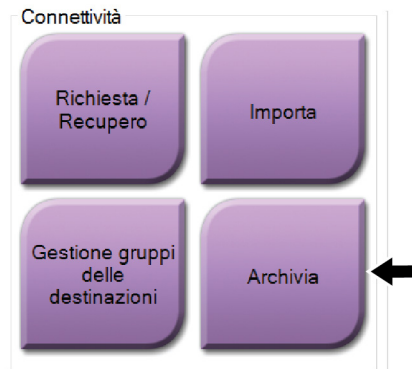 Connettività
Richiesta /
Recupero
Importa
Gestione gruppi
delle
destinazioni
Archivia